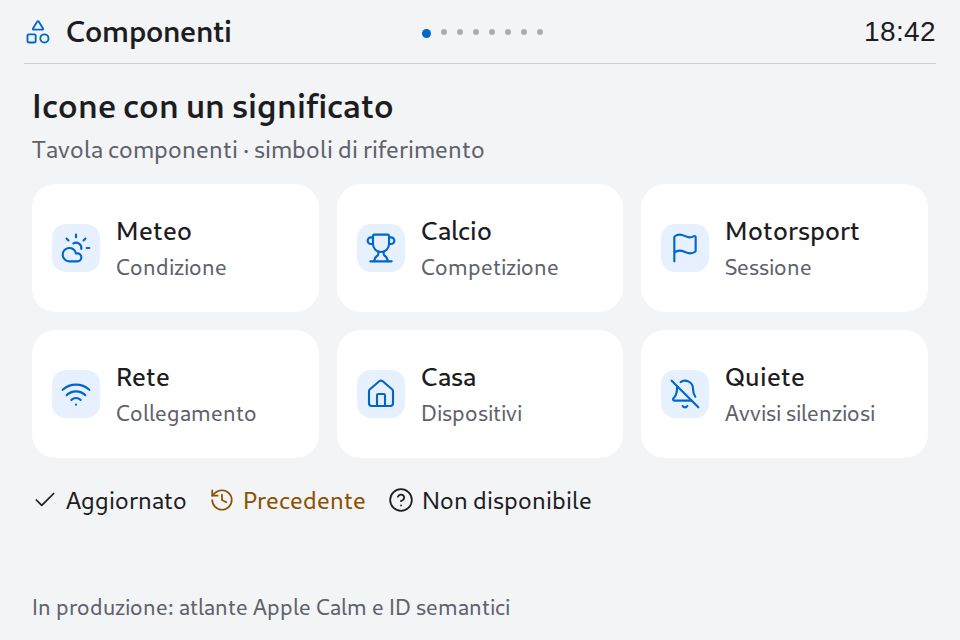 Componenti
18:42
Icone con un significato
Tavola componenti · simboli di riferimento
Meteo
Condizione
Calcio
Competizione
Motorsport
Sessione
Rete
Collegamento
Casa
Dispositivi
Quiete
Avvisi silenziosi
Aggiornato Precedente Non disponibile
In produzione: atlante Apple Calm e ID semantici